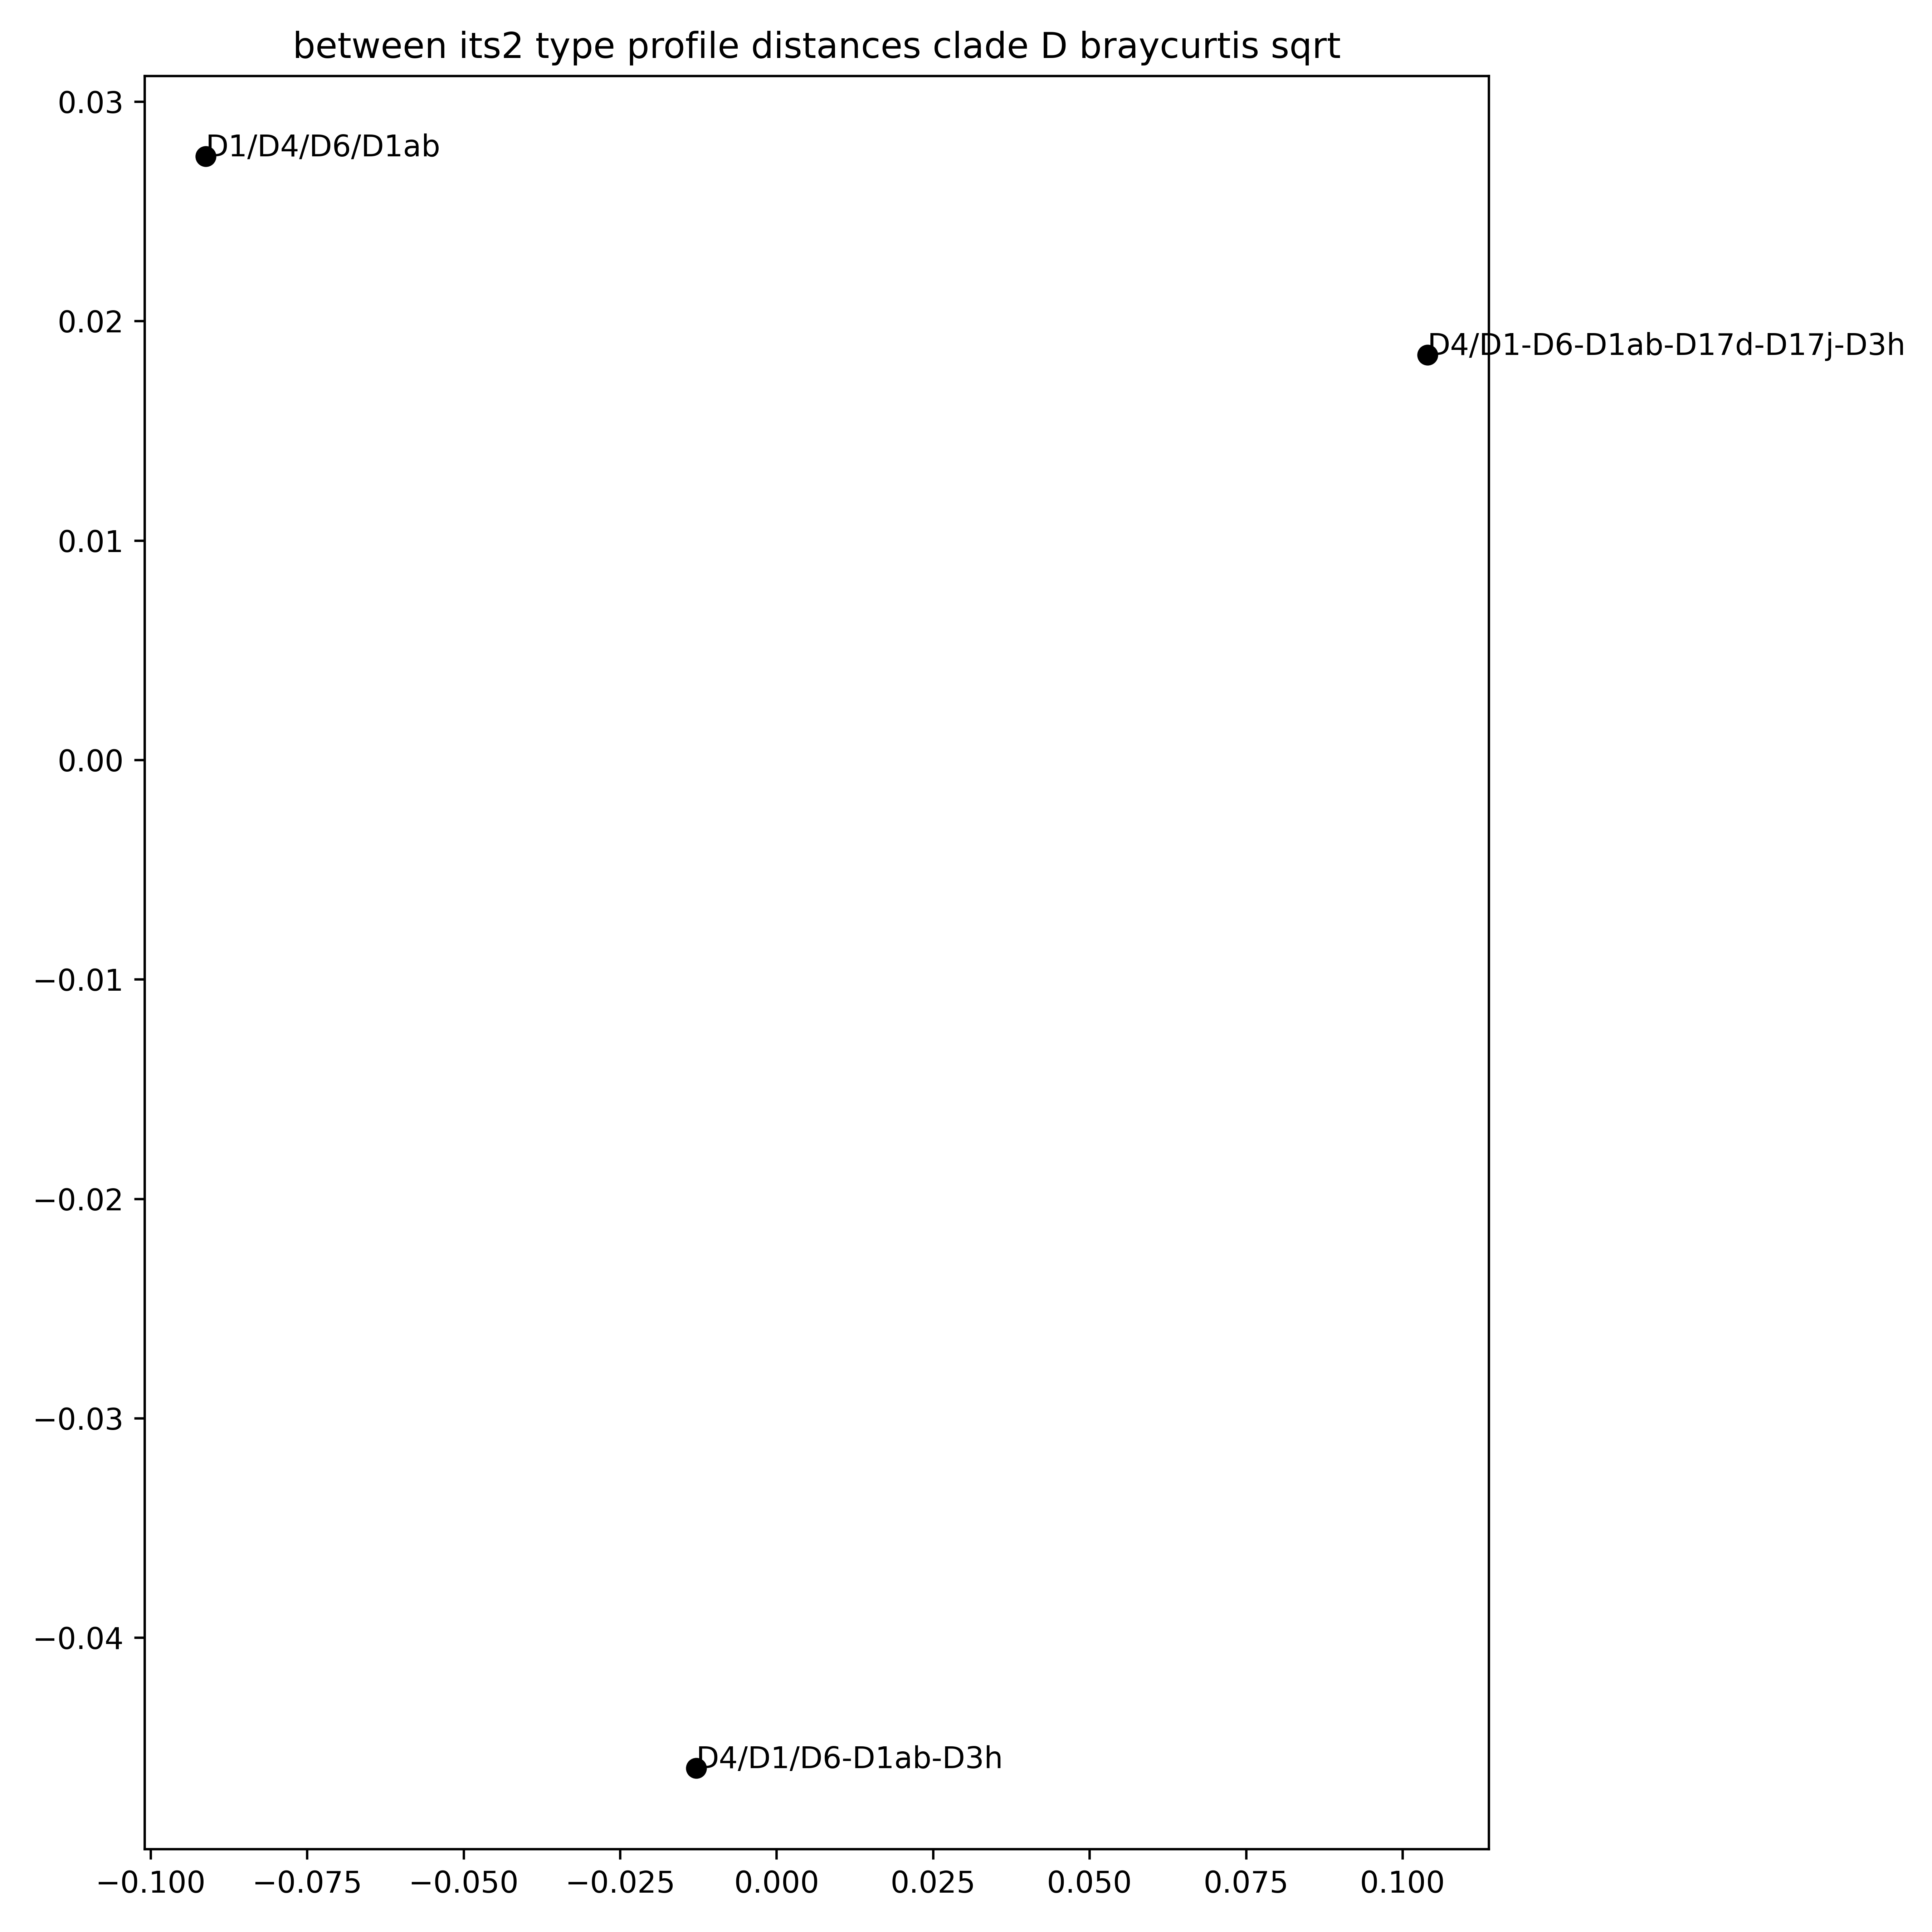 between its2 type profile distances clade D braycurtis sqrt
0.03
D1/D4/D6/D1ab
0.02
D4/D1-D6-D1ab-D17d-D17j-D3h
0.01
0.00
−0.01
−0.02
−0.03
−0.04
D4/D1/D6-D1ab-D3h
−0.100 −0.075 −0.050 −0.025 0.000 0.025 0.050 0.075 0.100